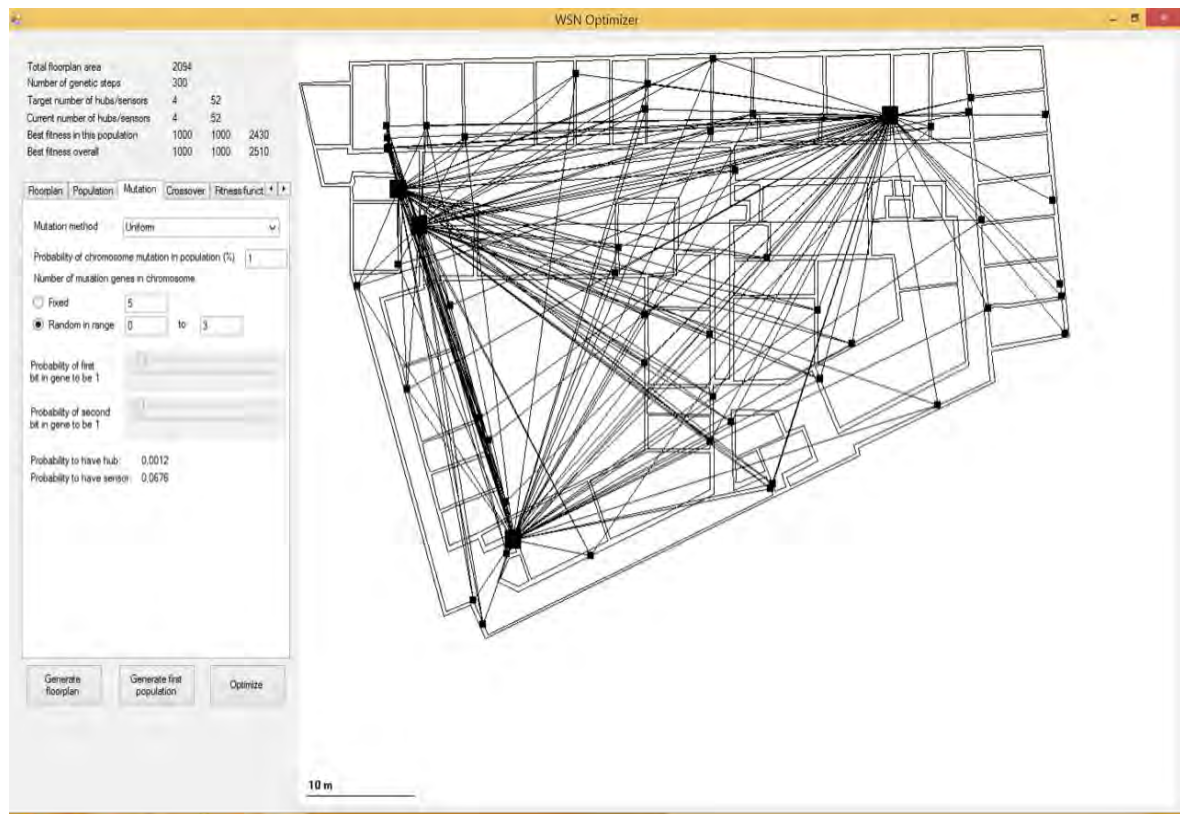 WSN Optimizer
Total floorplan area 2094
Number of genetic steps 300
Target number of hubs/sensors 4 52
Current number of hubs/sensors 4 52
Best fitness in this population 1000 1000 2430
Best fitness overall 1000 1000 2510
Floorplan Population Mutation Crossover Fitness funct
Mutation method Uniform
Probability of chromosome mutation in population (%) 1
Number of mutation genes in chromosome
Fixed 5
Random in range 0 to 3
Probability of first
bit in gene to be 1
Probability of second
bit in gene to be 1
Probability to have hub: 0.0012
Probability to have sensor: 0.0676
Generate
floorplan
Generate first
population
Optimize
10 m